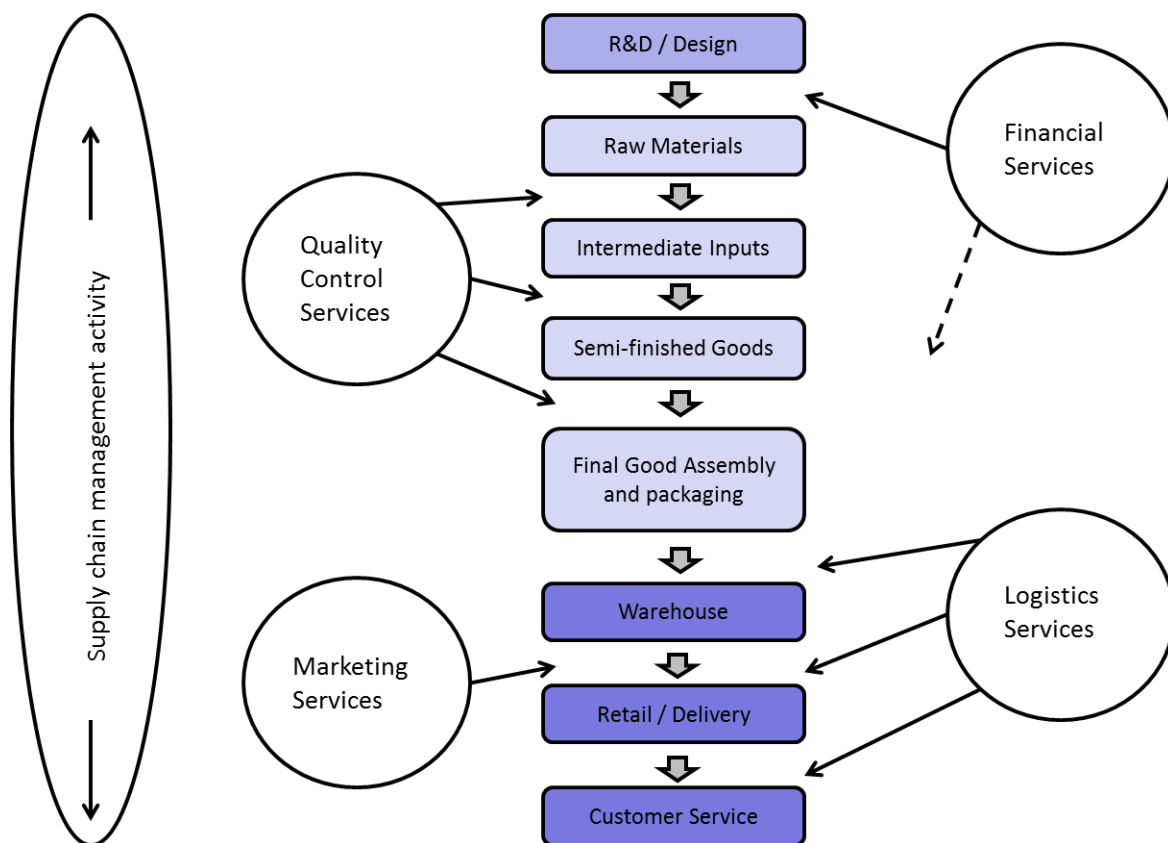 R&D / Design
Raw Materials
Intermediate Inputs
Semi-finished Goods
Final Good Assembly
and packaging
Warehouse
Retail / Delivery
Customer Service
Supply chain management activity
Quality
Control
Services
Marketing
Services
Financial
Services
Logistics
Services